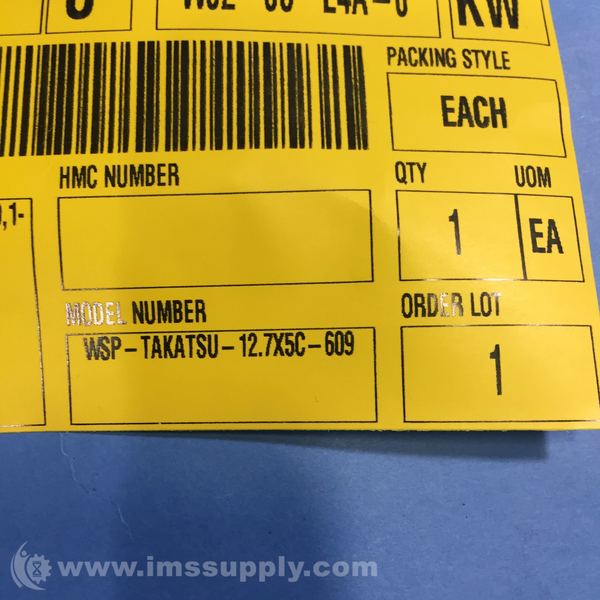 KW
PACKING STYLE
EACH
HMC NUMBER
QTY UOM
1 EA
MODEL NUMBER
ORDER LOT
WSP-TAKATSU-12.7X5C-609
1
www.imssupply.com